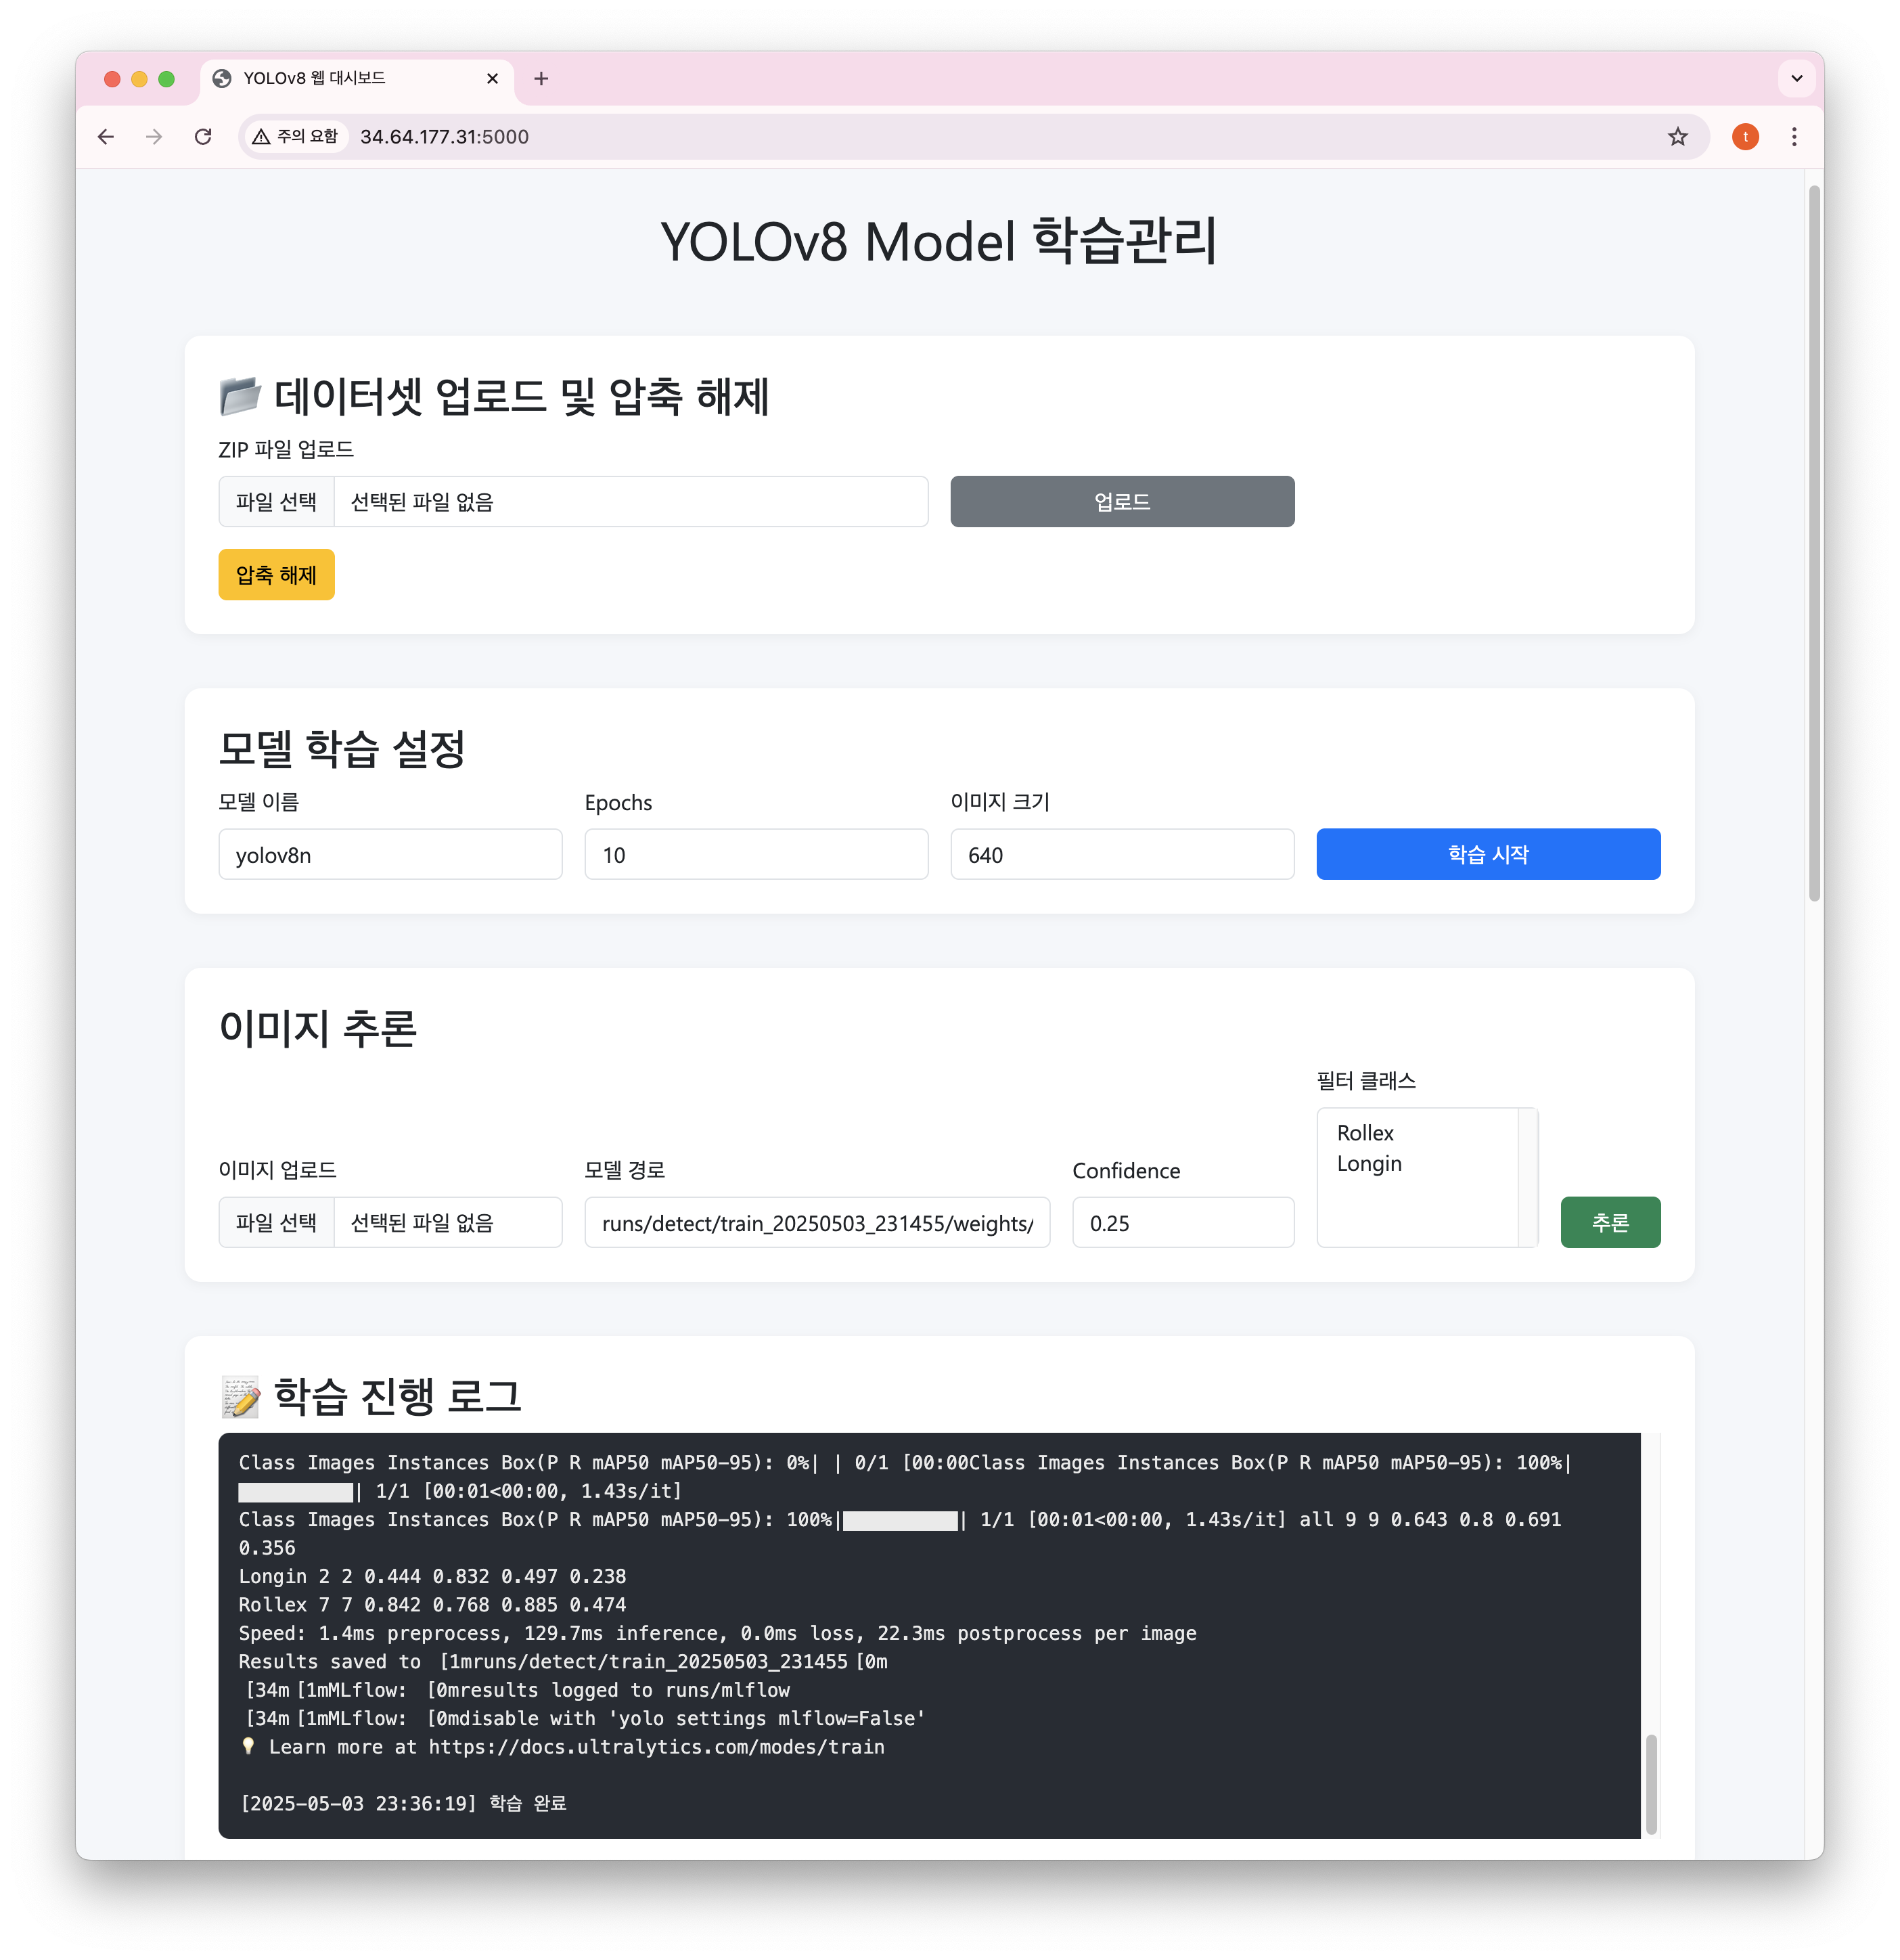 YOLOv8 웹 대시보드
주의 요함 34.64.177.31:5000
t
YOLOv8 Model 학습관리
데이터셋 업로드 및 압축 해제
ZIP 파일 업로드
파일 선택 선택된 파일 없음 업로드
압축 해제
모델 학습 설정
모델 이름 Epochs 이미지 크기
yolov8n 10 640 학습 시작
이미지 추론
필터 클래스
Rollex
Longin
이미지 업로드 모델 경로 Confidence
파일 선택 선택된 파일 없음 runs/detect/train_20250503_231455/weights/ 0.25 추론
학습 진행 로그
Class Images Instances Box(P R mAP50 mAP50-95): 0%| | 0/1 [00:00Class Images Instances Box(P R mAP50 mAP50-95): 100%|
██████████| 1/1 [00:01<00:00, 1.43s/it]
Class Images Instances Box(P R mAP50 mAP50-95): 100%|██████████| 1/1 [00:01<00:00, 1.43s/it] all 9 9 0.643 0.8 0.691
0.356
Longin 2 2 0.444 0.832 0.497 0.238
Rollex 7 7 0.842 0.768 0.885 0.474
Speed: 1.4ms preprocess, 129.7ms inference, 0.0ms loss, 22.3ms postprocess per image
Results saved to [1mruns/detect/train_20250503_231455[0m
[34m[1mMLflow: [0mresults logged to runs/mlflow
[34m[1mMLflow: [0mdisable with 'yolo settings mlflow=False'
💡 Learn more at https://docs.ultralytics.com/modes/train
[2025-05-03 23:36:19] 학습 완료